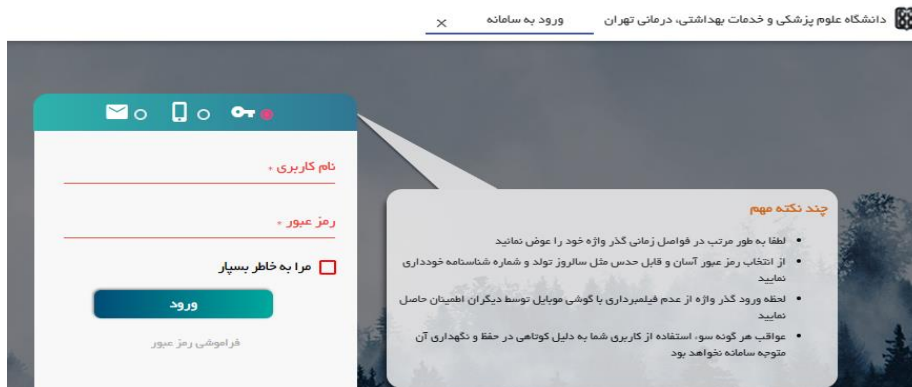 دانشگاه علوم پزشکی و خدمات بهداشتی، درمانی تهران
ورود به سامانه
نام کاربری *
رمز عبور *
مرا به خاطر بسپار
ورود
فراموشی رمز عبور
چند نکته مهم
لطفا به طور مرتب در فواصل زمانی گذر واژه خود را عوض نمائید
از انتخاب رمز عبور آسان و قابل حدس مثل سالروز تولد و شماره شناسنامه خودداری
نمایید
لحظه ورود گذر واژه از عدم فیلمبرداری با گوشی موبایل توسط دیگران اطمینان حاصل
نمایید
عواقب هر گونه سوء استفاده از کاربری شما به دلیل کوتاهی در حفظ و نگهداری آن
متوجه سامانه نخواهد بود